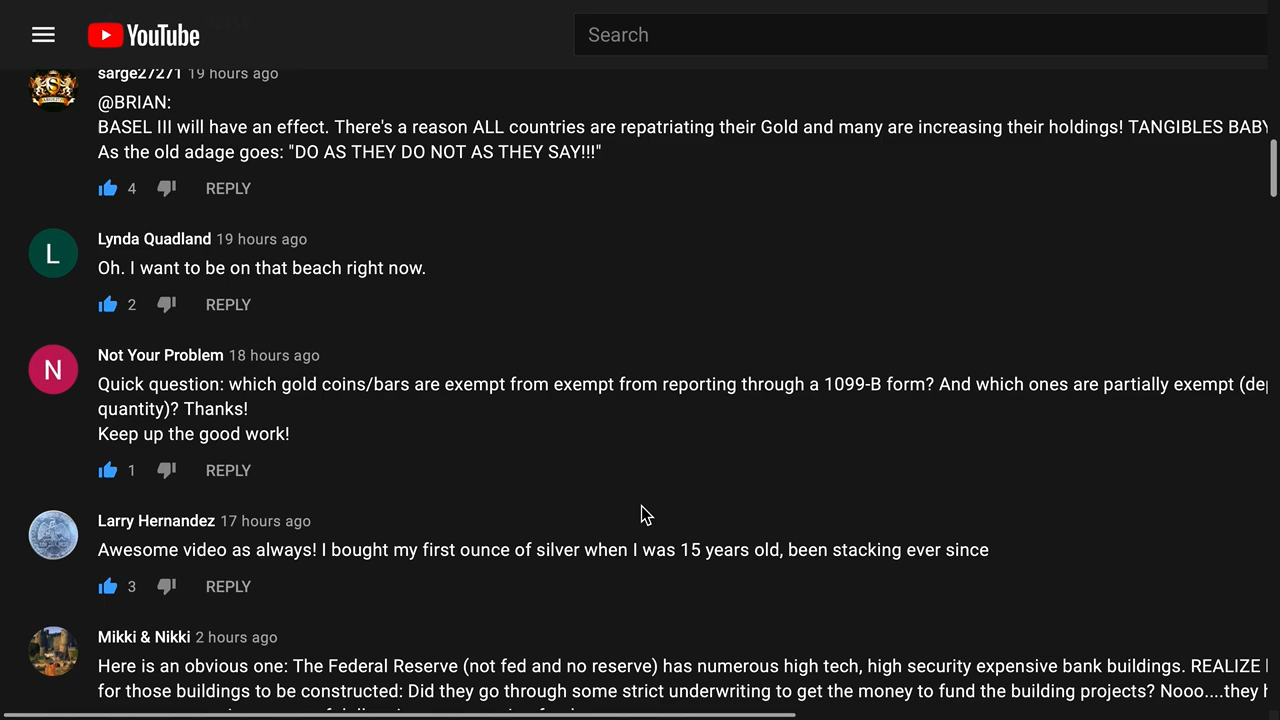 YouTube
Search
sarge27271 19 hours ago
@BRIAN:
BASEL III will have an effect. There's a reason ALL countries are repatriating their Gold and many are increasing their holdings! TANGIBLES BABY
As the old adage goes: "DO AS THEY DO NOT AS THEY SAY!!!"
4 REPLY
L
Lynda Quadland 19 hours ago
Oh. I want to be on that beach right now.
2 REPLY
N
Not Your Problem 18 hours ago
Quick question: which gold coins/bars are exempt from exempt from reporting through a 1099-B form? And which ones are partially exempt
quantity)? Thanks!
Keep up the good work!
1 REPLY
Larry Hernandez 17 hours ago
Awesome video as always! I bought my first ounce of silver when I was 15 years old, been stacking ever since
3 REPLY
Mikki & Nikki 2 hours ago
Here is an obvious one: The Federal Reserve (not fed and no reserve) has numerous high tech, high security expensive bank buildings. REALIZE
for those buildings to be constructed: Did they go through some strict underwriting to get the money to fund the building projects? Nooo....they